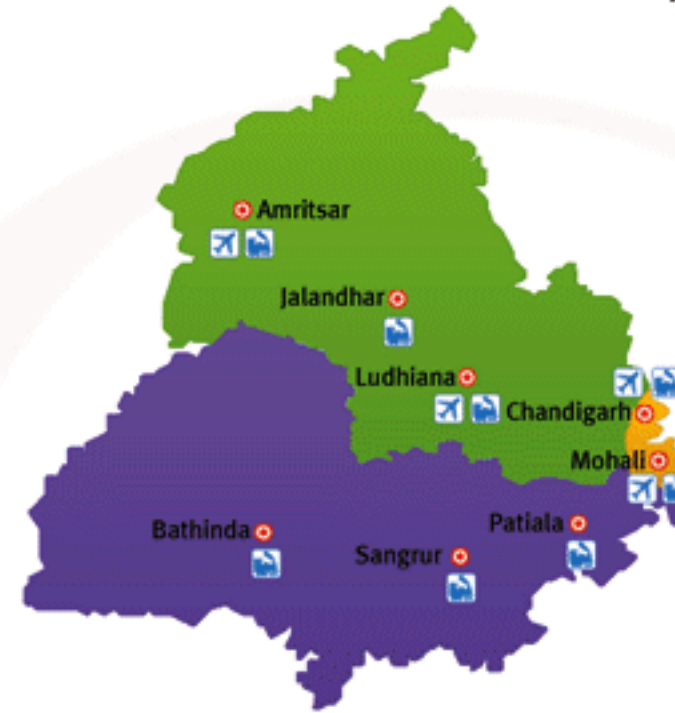 Amritsar
Jalandhar
Ludhiana
Chandigarh
Mohali
Patiala
Bathinda
Sangrur